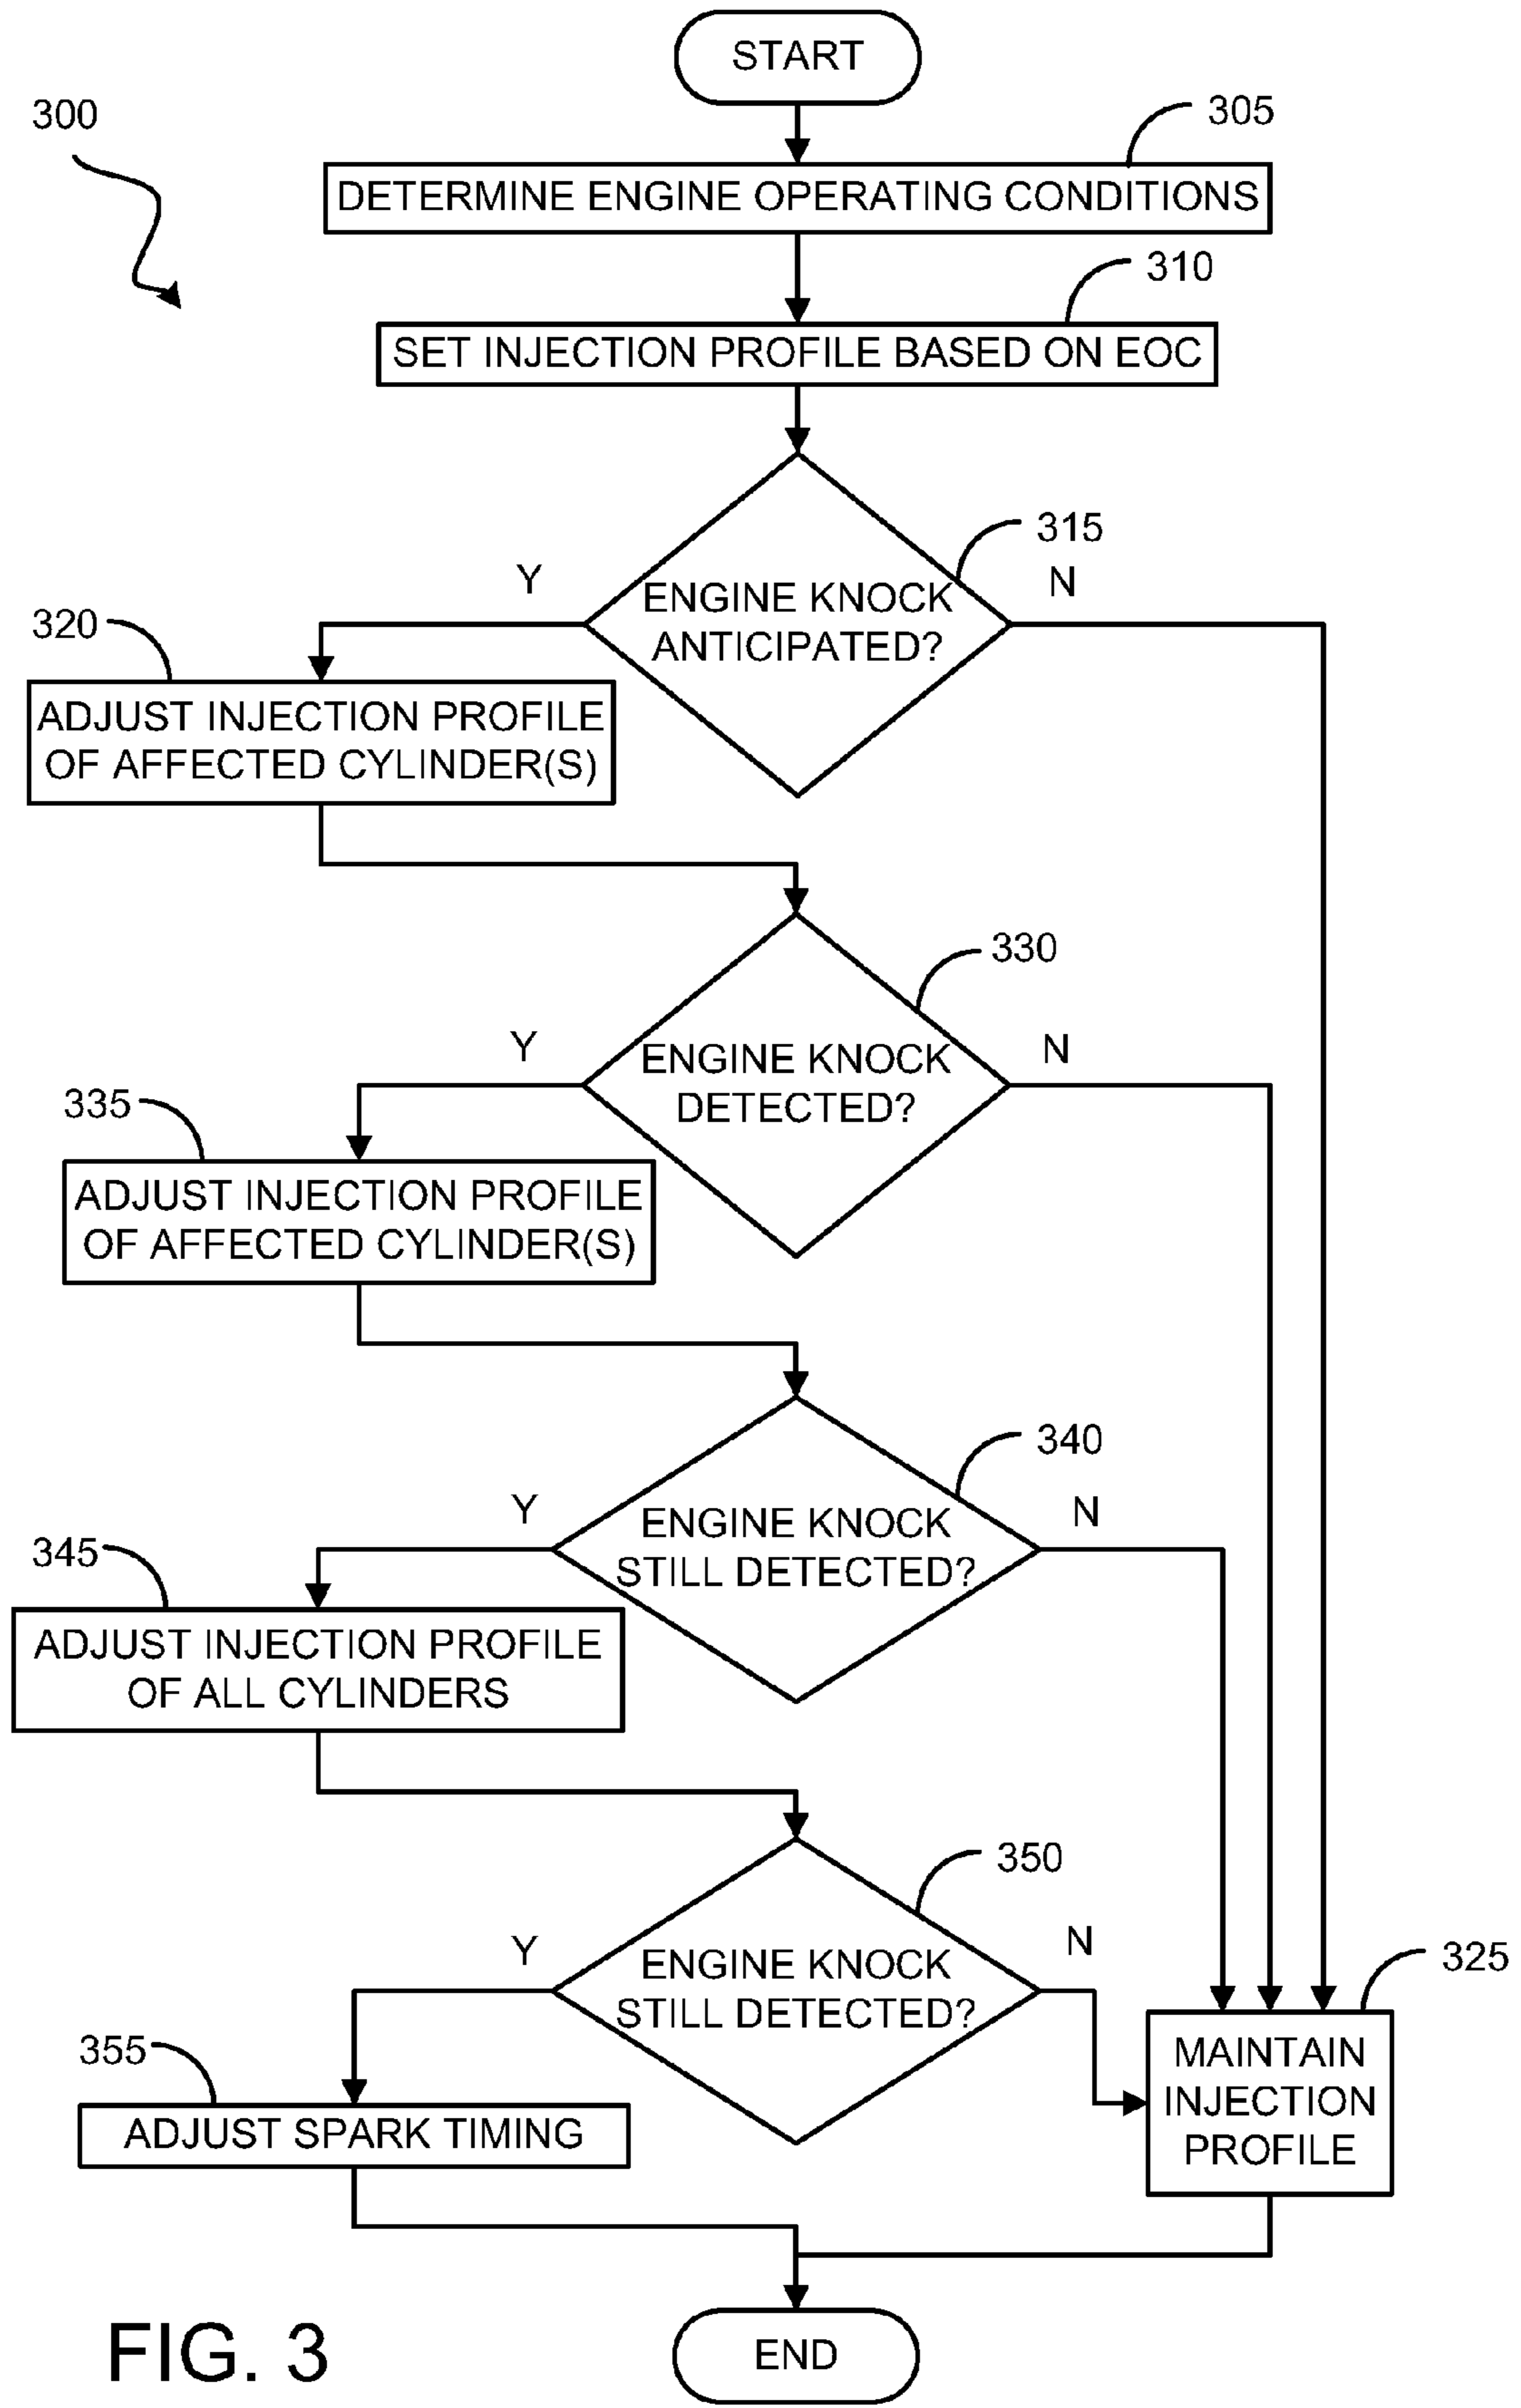 START
300
305
DETERMINE ENGINE OPERATING CONDITIONS
310
SET INJECTION PROFILE BASED ON EOC
315
Y
N
ENGINE KNOCK
ANTICIPATED?
320
ADJUST INJECTION PROFILE
OF AFFECTED CYLINDER(S)
330
Y
N
ENGINE KNOCK
DETECTED?
335
ADJUST INJECTION PROFILE
OF AFFECTED CYLINDER(S)
340
Y
N
ENGINE KNOCK
STILL DETECTED?
345
ADJUST INJECTION PROFILE
OF ALL CYLINDERS
350
Y
N
ENGINE KNOCK
STILL DETECTED?
325
MAINTAIN
INJECTION
PROFILE
355
ADJUST SPARK TIMING
END
FIG. 3